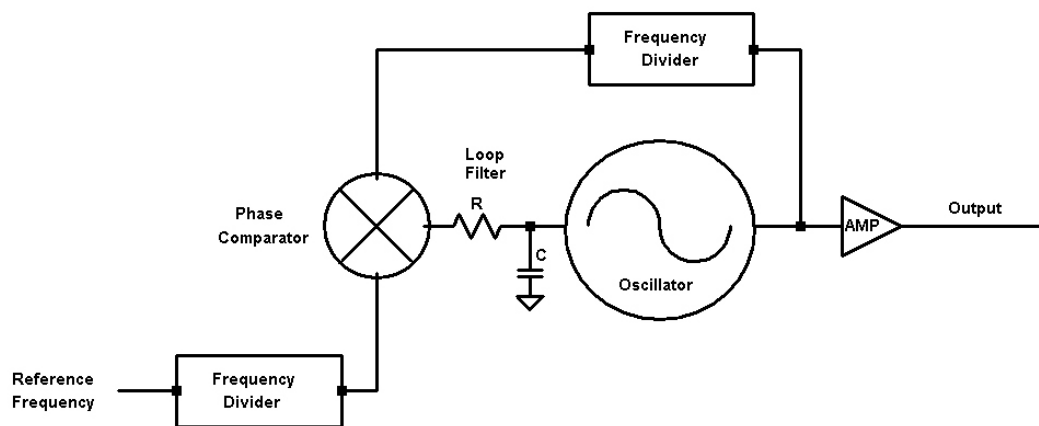 Frequency
Divider
Loop
Filter
R
Phase
Comparator
C
Oscillator
AMP
Output
Reference
Frequency
Frequency
Divider